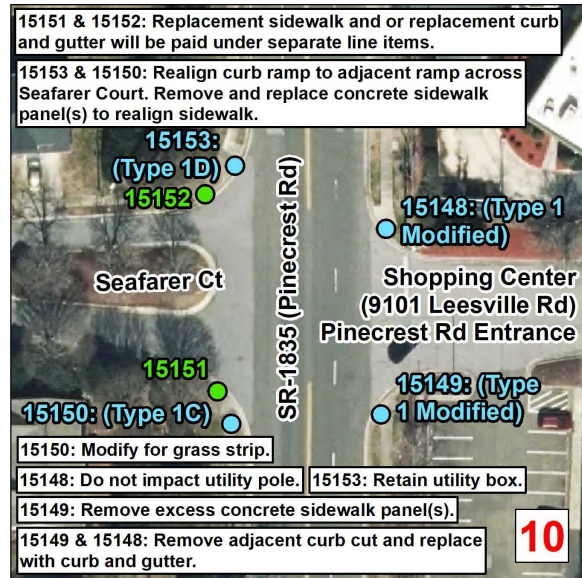 15151 & 15152: Replacement sidewalk and or replacement curb
and gutter will be paid under separate line items.
15153 & 15150: Realign curb ramp to adjacent ramp across
Seafarer Court. Remove and replace concrete sidewalk
panel(s) to realign sidewalk.
15153:
(Type 1D)
15152
15148: (Type 1
Modified)
SR-1835 (Pinecrest Rd)
Seafarer Ct
Shopping Center
(9101 Leesville Rd)
Pinecrest Rd Entrance
15151
15150: (Type 1C)
15149: (Type
1 Modified)
15150: Modify for grass strip.
15148: Do not impact utility pole.
15153: Retain utility box.
15149: Remove excess concrete sidewalk panel(s).
15149 & 15148: Remove adjacent curb cut and replace
with curb and gutter.
10